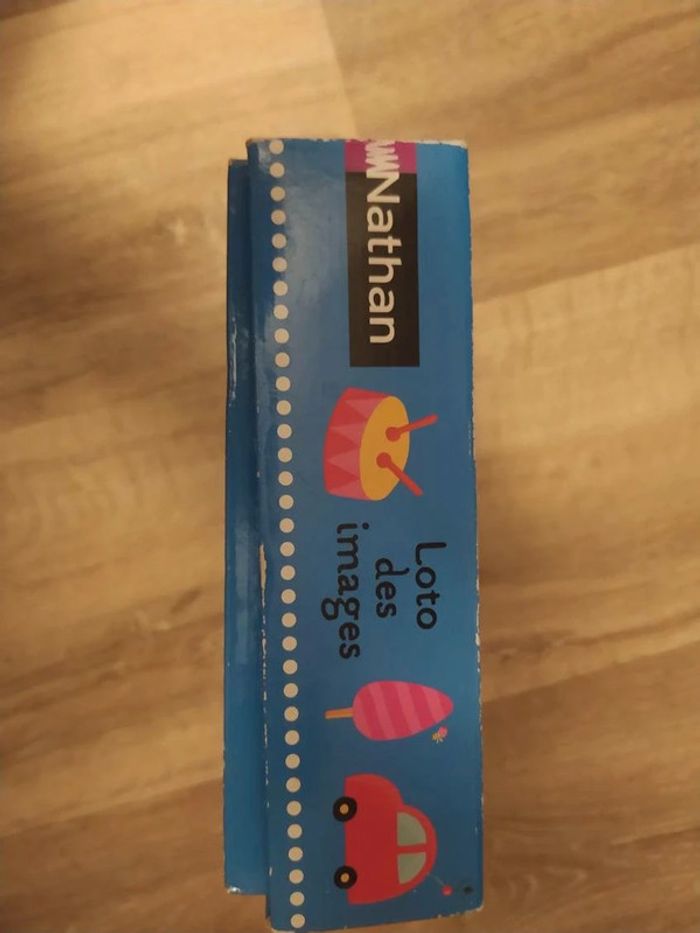 Nathan
Loto
des
images